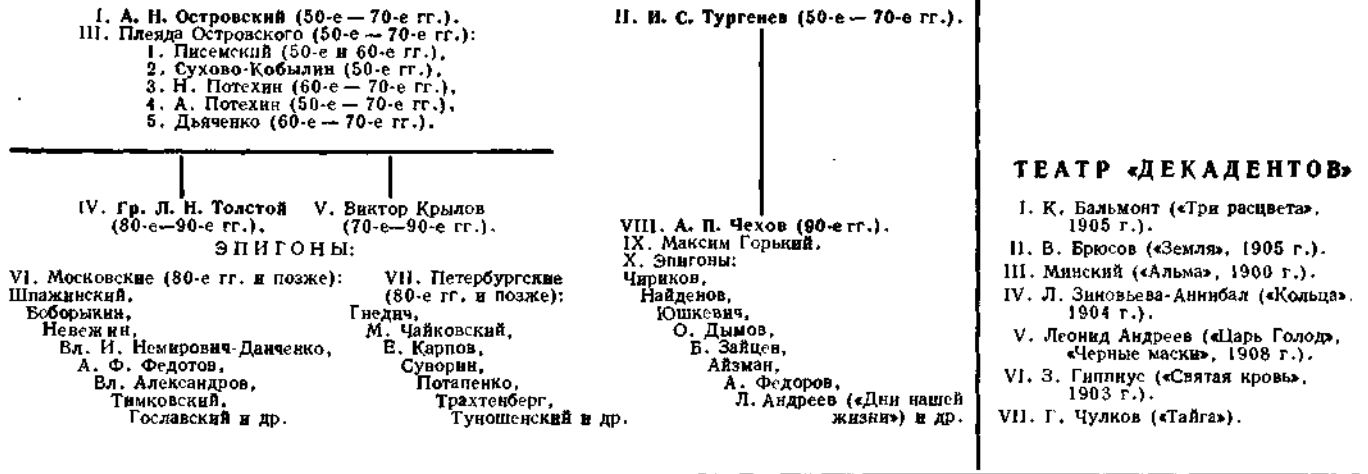 I. А. Н. Островский (50-е — 70-е гг.).
III. Плеяда Островского (50-е — 70-е гг.):
1. Писемский (50-е и 60-е гг.),
2. Сухово-Кобылин (50-е гг.),
3. Н. Потехин (60-е — 70-е гг.),
4. А. Потехин (50-е — 70-е гг.),
5. Дьяченко (60-е — 70-е гг.).
IV. Гр. Л. Н. Толстой
(80-е—90-е гг.).
V. Виктор Крылов
(70-е—90-е гг.).
ЭПИГОНЫ:
VI. Московские (80-е гг. и позже):
Шпажинский,
Боборыкин,
Невежин,
Вл. И. Немирович-Данченко,
А. Ф. Федотов,
Вл. Александров,
Тимковский,
Гославский и др.
VII. Петербургские
(80-е гг. и позже):
Гнедич,
М. Чайковский,
Е. Карпов,
Суворин,
Потапенко,
Трахтенберг,
Туношенский и др.
II. И. С. Тургенев (50-е — 70-е гг.).
VIII. А. П. Чехов (90-е гг.).
IX. Максим Горький.
X. Эпигоны:
Чириков,
Найденов,
Юшкевич,
О. Дымов,
Б. Зайцев,
Айзман,
А. Федоров,
Л. Андреев («Дни нашей
жизни») и др.
ТЕАТР «ДЕКАДЕНТОВ»
I. К. Бальмонт («Три расцвета»,
1905 г.).
II. В. Брюсов («Земля», 1905 г.).
III. Минский («Альма», 1900 г.).
IV. Л. Зиновьева-Аннибал («Кольца»,
1904 г.).
V. Леонид Андреев («Царь Голод»,
«Черные маски», 1908 г.).
VI. З. Гиппиус («Святая кровь»,
1903 г.).
VII. Г. Чулков («Тайга»).